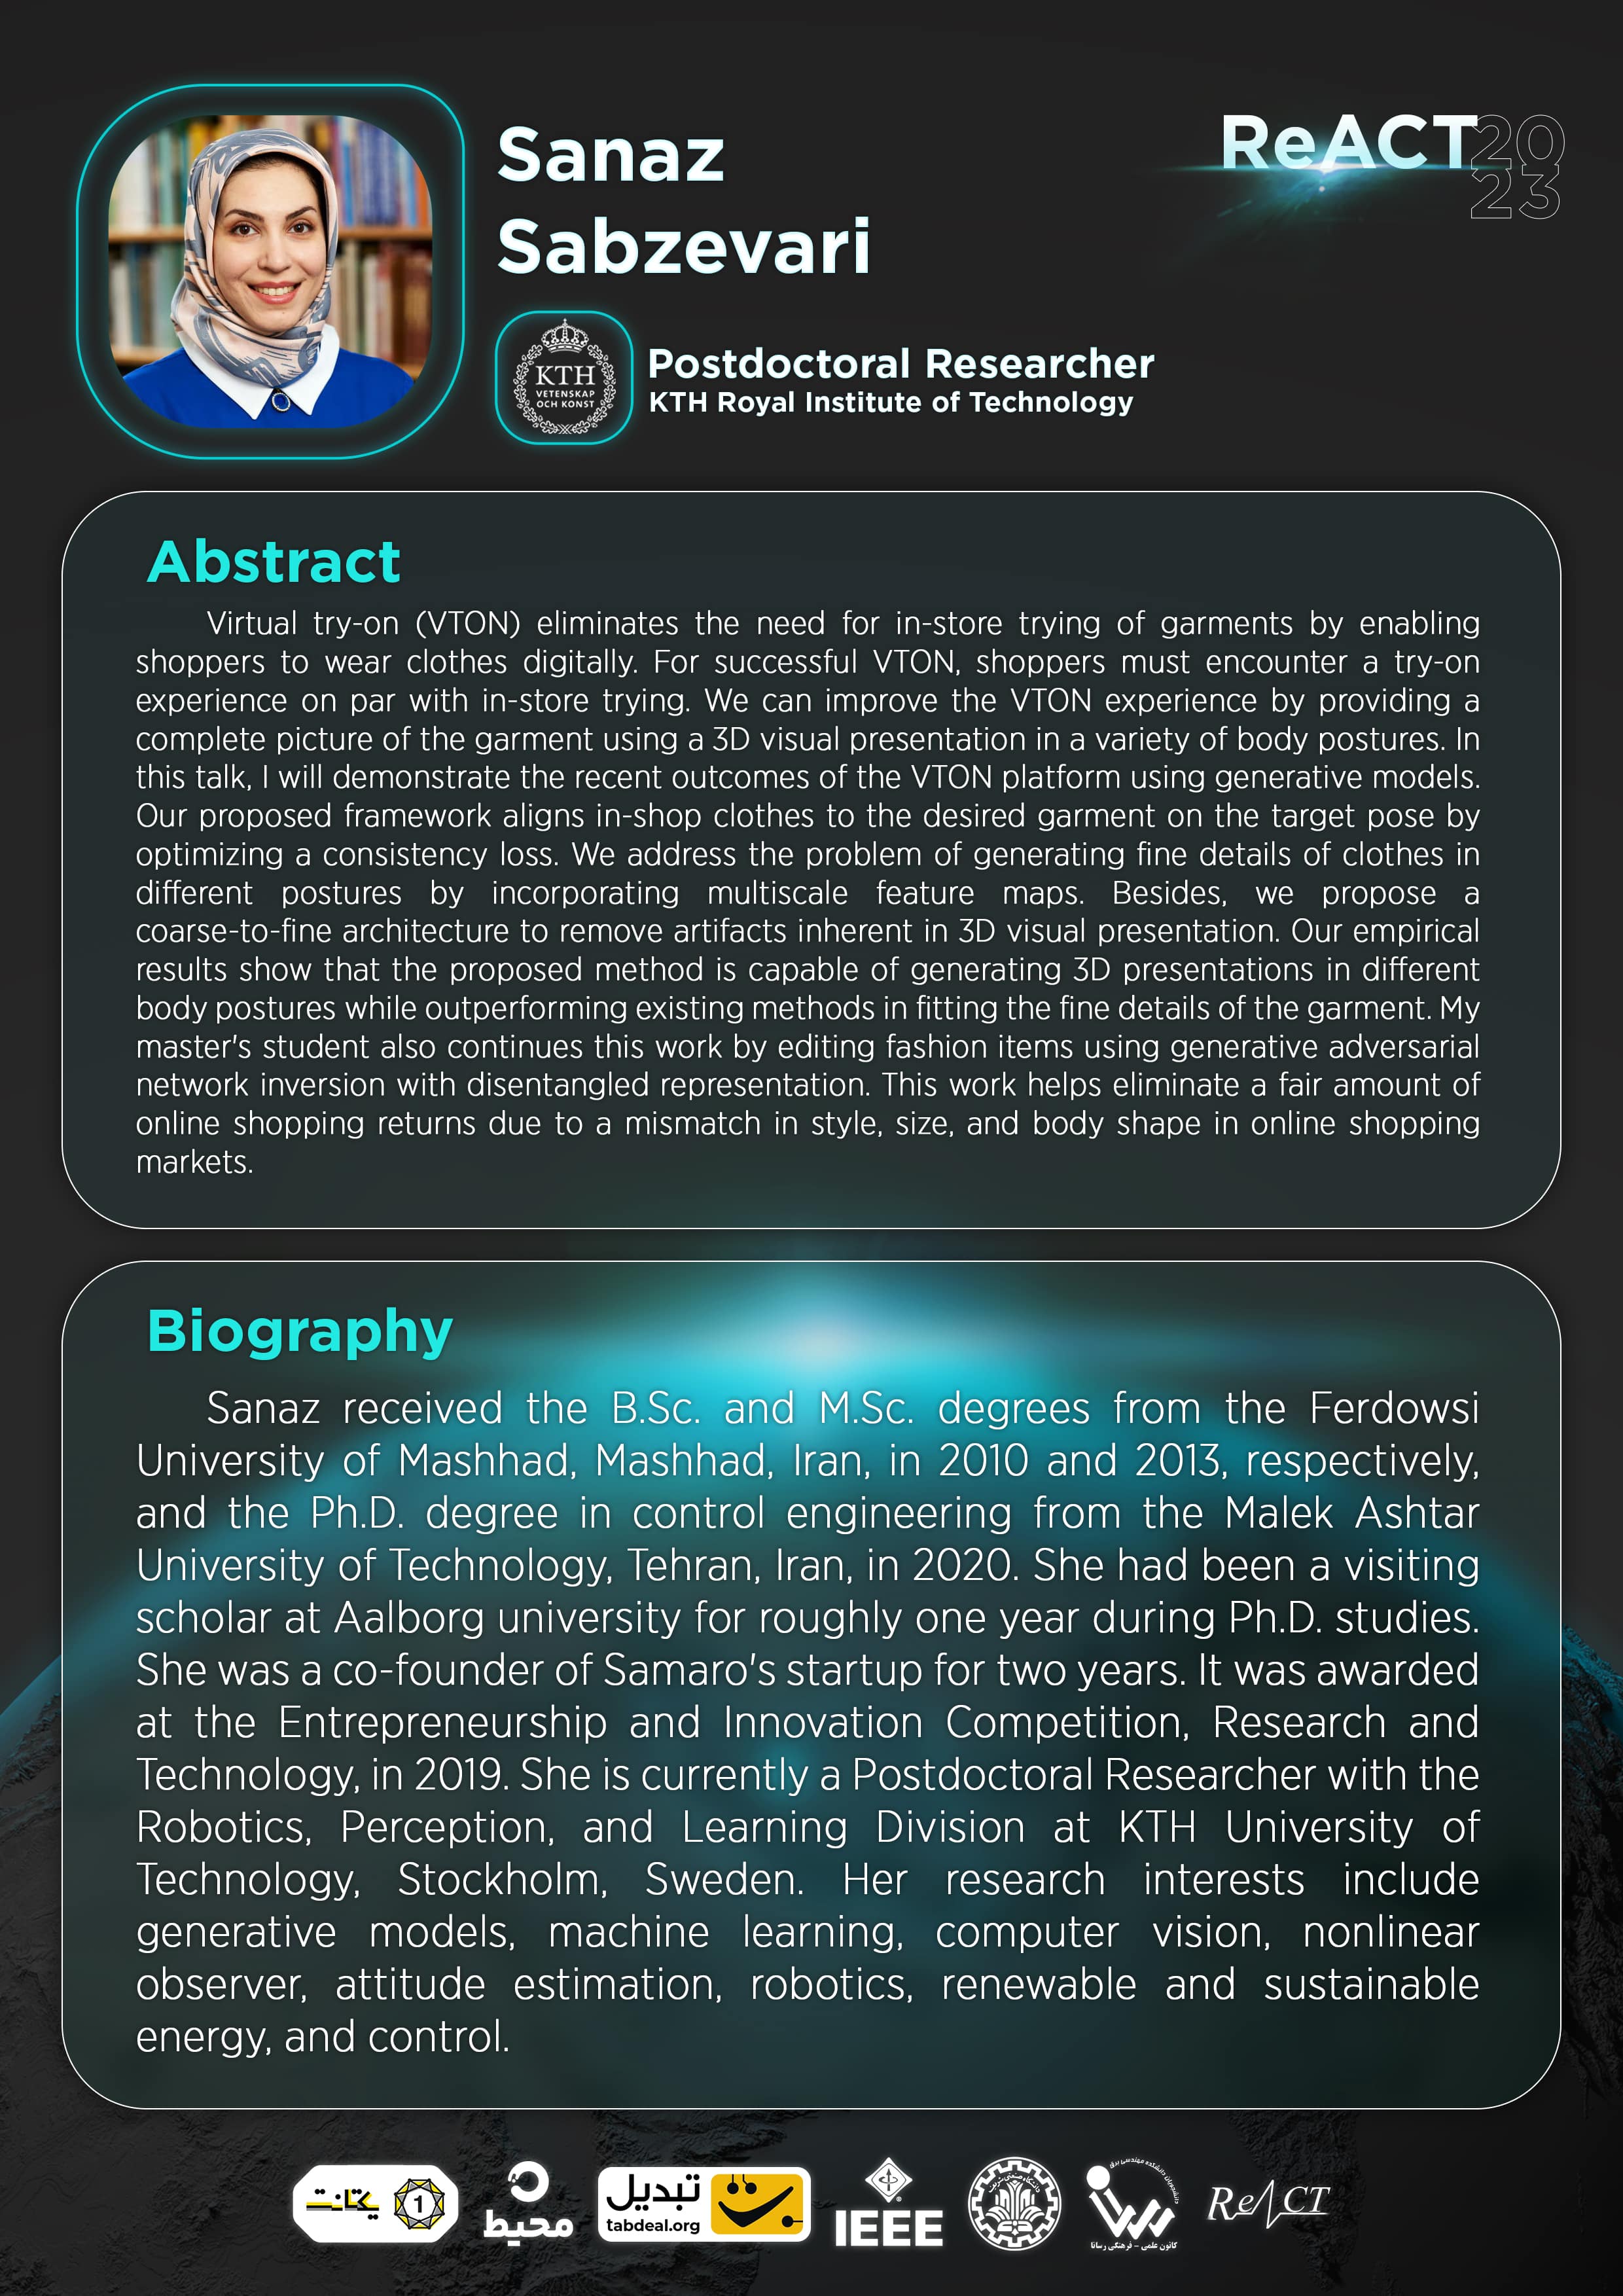 Sanaz
Sabzevari
ReACT
20
23
KTH
VETENSKAP
OCH KONST
Postdoctoral Researcher
KTH Royal Institute of Technology
Abstract
Virtual try-on (VTON) eliminates the need for in-store trying of garments by enabling
shoppers to wear clothes digitally. For successful VTON, shoppers must encounter a try-on
experience on par with in-store trying. We can improve the VTON experience by providing a
complete picture of the garment using a 3D visual presentation in a variety of body postures. In
this talk, I will demonstrate the recent outcomes of the VTON platform using generative models.
Our proposed framework aligns in-shop clothes to the desired garment on the target pose by
optimizing a consistency loss. We address the problem of generating fine details of clothes in
different postures by incorporating multiscale feature maps. Besides, we propose a
coarse-to-fine architecture to remove artifacts inherent in 3D visual presentation. Our empirical
results show that the proposed method is capable of generating 3D presentations in different
body postures while outperforming existing methods in fitting the fine details of the garment. My
master's student also continues this work by editing fashion items using generative adversarial
network inversion with disentangled representation. This work helps eliminate a fair amount of
online shopping returns due to a mismatch in style, size, and body shape in online shopping
markets.
Biography
Sanaz received the B.Sc. and M.Sc. degrees from the Ferdowsi
University of Mashhad, Mashhad, Iran, in 2010 and 2013, respectively,
and the Ph.D. degree in control engineering from the Malek Ashtar
University of Technology, Tehran, Iran, in 2020. She had been a visiting
scholar at Aalborg university for roughly one year during Ph.D. studies.
She was a co-founder of Samaro's startup for two years. It was awarded
at the Entrepreneurship and Innovation Competition, Research and
Technology, in 2019. She is currently a Postdoctoral Researcher with the
Robotics, Perception, and Learning Division at KTH University of
Technology, Stockholm, Sweden. Her research interests include
generative models, machine learning, computer vision, nonlinear
observer, attitude estimation, robotics, renewable and sustainable
energy, and control.
یکتانت
1
محیط
تبدیل
tabdeal.org
IEEE
دانشگاه صنعتی شریف
دانشجویان دانشکده مهندسی برق
رسانا
کانون علمی - فرهنگی رسانا
ReACT